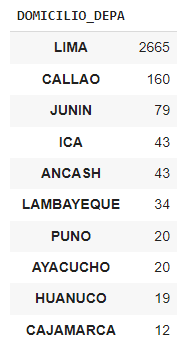 DOMICILIO_DEPA
LIMA 2665
CALLAO 160
JUNIN 79
ICA 43
ANCASH 43
LAMBAYEQUE 34
PUNO 20
AYACUCHO 20
HUANUCO 19
CAJAMARCA 12